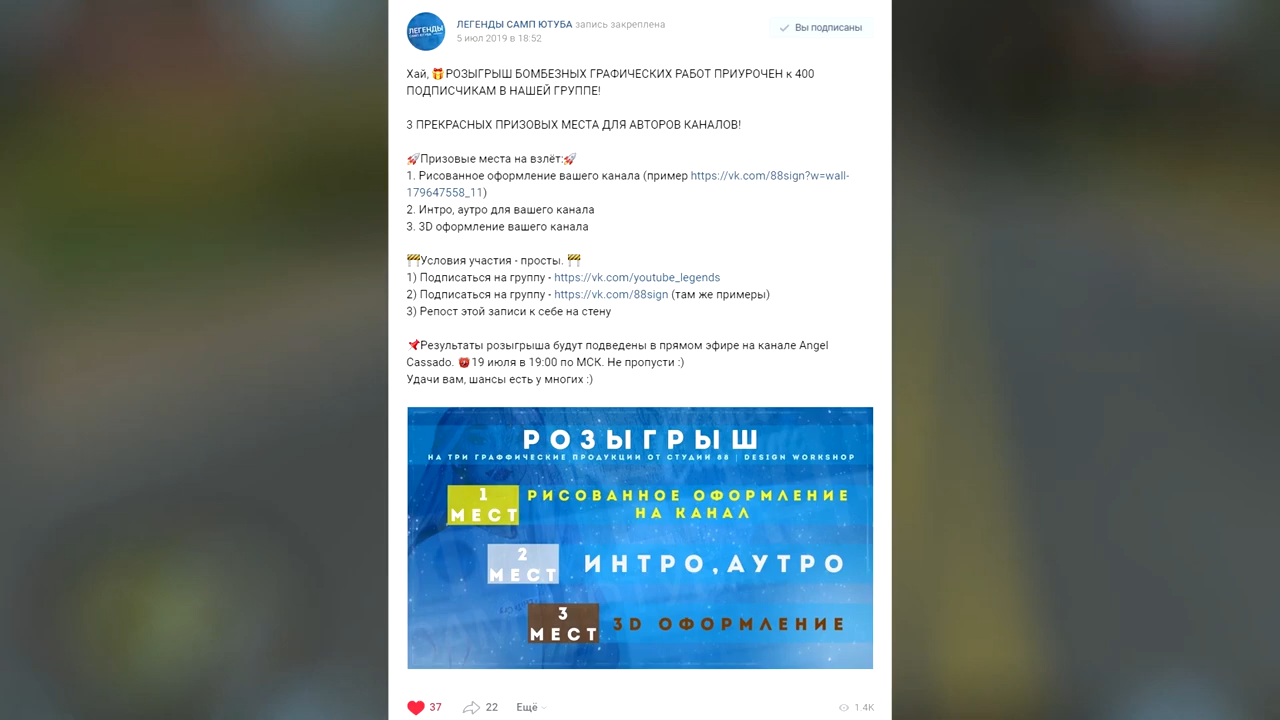 ЛЕГЕНДЫ САМП ЮТУБА запись закреплена
5 июл 2019 в 18:52
Вы подписаны
ЛЕГЕНДЫ
Хай, 🎁РОЗЫГРЫШ БОМБЕЗНЫХ ГРАФИЧЕСКИХ РАБОТ ПРИУРОЧЕН к 400
ПОДПИСЧИКАМ В НАШЕЙ ГРУППЕ!
3 ПРЕКРАСНЫХ ПРИЗОВЫХ МЕСТА ДЛЯ АВТОРОВ КАНАЛОВ!
🚀Призовые места на взлёт:🚀
1. Рисованное оформление вашего канала (пример https://vk.com/88sign?w=wall-
179647558_11)
2. Интро, аутро для вашего канала
3. 3D оформление вашего канала
🚧Условия участия - просты. 🚧
1) Подписаться на группу - https://vk.com/youtube_legends
2) Подписаться на группу - https://vk.com/88sign (там же примеры)
3) Репост этой записи к себе на стену
📌Результаты розыгрыша будут подведены в прямом эфире на канале Angel
Cassado. 👹19 июля в 19:00 по МСК. Не пропусти :)
Удачи вам, шансы есть у многих :)
РОЗЫГРЫШ
НА ТРИ ГРАФФИЧЕСКИЕ ПРОДУКЦИИ ОТ СТУДИИ 88 | DESIGN WORKSHOP
1 МЕСТ
РИСОВАННОЕ ОФОРМЛЕНИЕ
НА КАНАЛ
2 МЕСТ
ИНТРО,АУТРО
3 МЕСТ
3D ОФОРМЛЕНИЕ
37 22 Ещё 1.4K